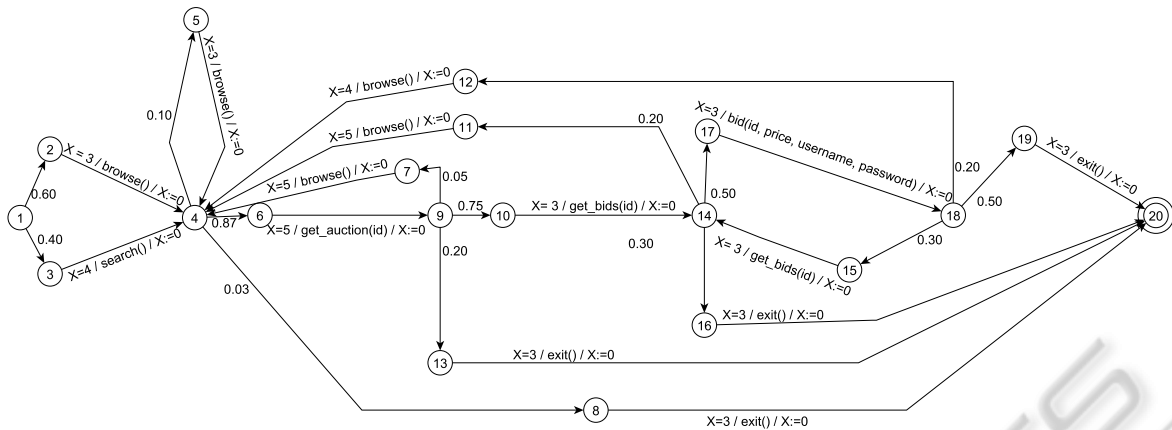 5
X=3 / browse() / X:=0
0.10
12
X=4 / browse() / X:=0
11
X=5 / browse() / X:=0
0.20
17
X=3 / bid(id, price, username, password) / X:=0
19
X=3 / exit() / X:=0
2
X = 3 / browse() / X:=0
0.60
7
X=5 / browse() / X:=0
0.05
0.50
0.20
0.50
1
4
0.87
6
X=5 / get_auction(id) / X:=0
9
0.75
10
X= 3 / get_bids(id) / X:=0
14
18
20
0.40
3
X=4 / search() / X:=0
0.20
0.30
X= 3 / get_bids(id) / X:=0
0.30
15
0.03
16
X=3 / exit() / X:=0
13
X=3 / exit() / X:=0
8
X=3 / exit() / X:=0